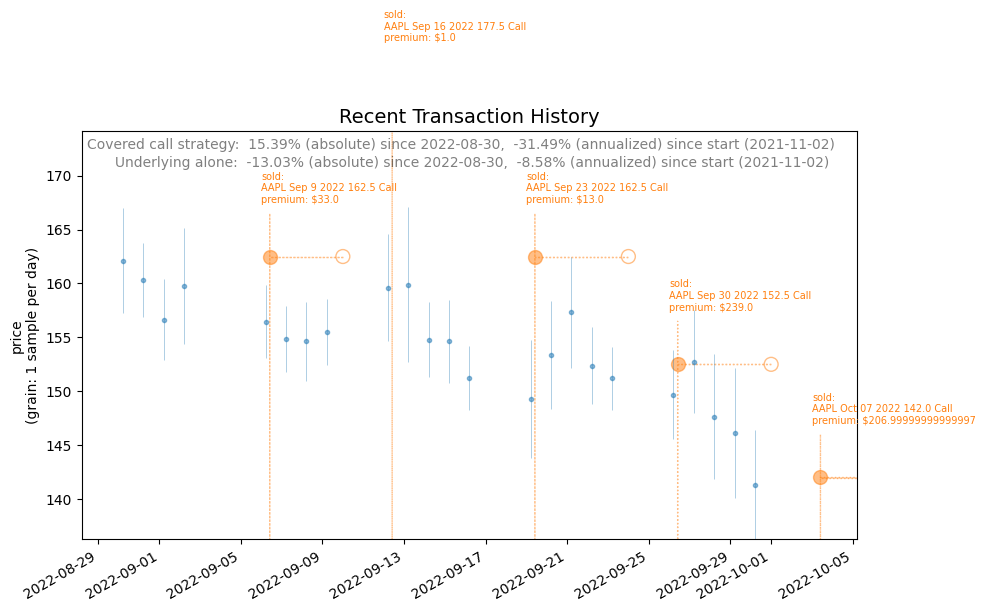 sold:
AAPL Sep 16 2022 177.5 Call
premium: $1.0
Recent Transaction History
Covered call strategy:  15.39% (absolute) since 2022-08-30,  -31.49% (annualized) since start (2021-11-02)
Underlying alone:  -13.03% (absolute) since 2022-08-30,  -8.58% (annualized) since start (2021-11-02)
sold:
AAPL Sep 9 2022 162.5 Call
premium: $33.0
sold:
AAPL Sep 23 2022 162.5 Call
premium: $13.0
sold:
AAPL Sep 30 2022 152.5 Call
premium: $239.0
sold:
AAPL Oct 07 2022 142.0 Call
premium: $206.99999999999997
price
(grain: 1 sample per day)
170
165
160
155
150
145
140
2022-08-29
2022-09-01
2022-09-05
2022-09-09
2022-09-13
2022-09-17
2022-09-21
2022-09-25
2022-09-29
2022-10-01
2022-10-05